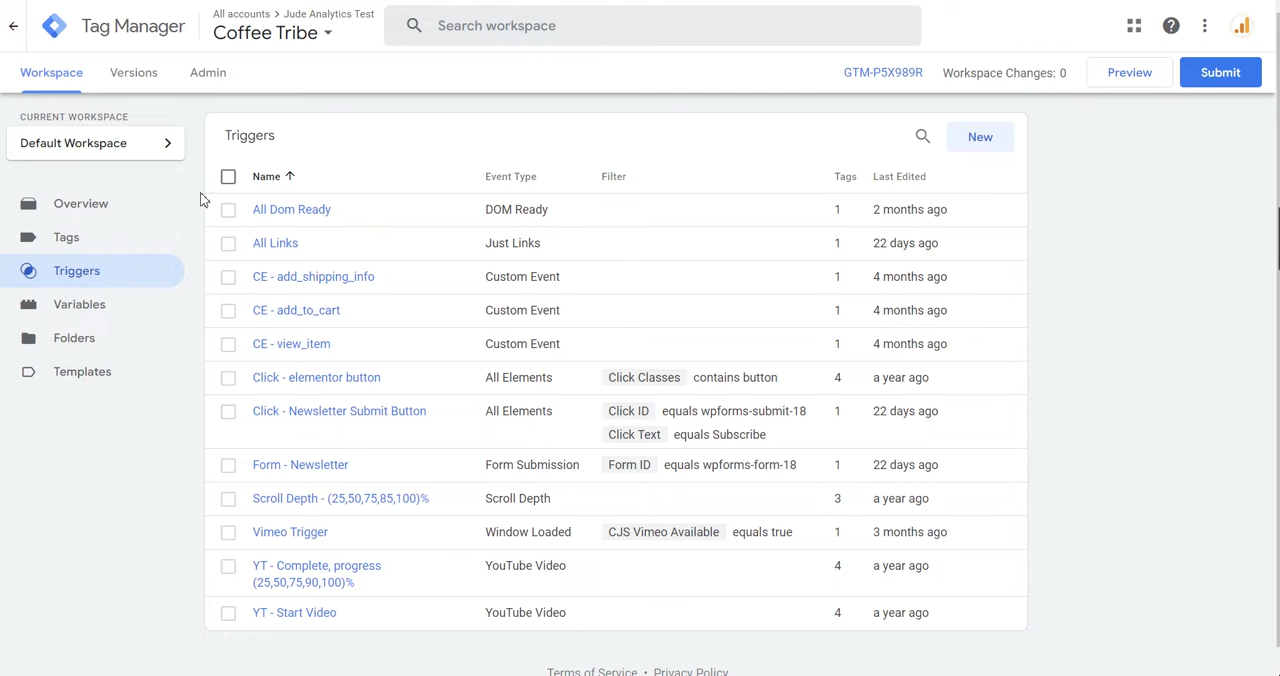 All accounts > Jude Analytics Test
Tag Manager
Coffee Tribe
Search workspace
Workspace Versions Admin GTM-P5X989R Workspace Changes: 0 Preview Submit
CURRENT WORKSPACE
Default Workspace
Overview
Tags
Triggers
Variables
Folders
Templates
Triggers New
Name Event Type Filter Tags Last Edited
All Dom Ready DOM Ready 1 2 months ago
All Links Just Links 1 22 days ago
CE - add_shipping_info Custom Event 1 4 months ago
CE - add_to_cart Custom Event 1 4 months ago
CE - view_item Custom Event 1 4 months ago
Click - elementor button All Elements Click Classes contains button 4 a year ago
Click - Newsletter Submit Button All Elements Click ID equals wpforms-submit-18 1 22 days ago
Click Text equals Subscribe
Form - Newsletter Form Submission Form ID equals wpforms-form-18 1 22 days ago
Scroll Depth - (25,50,75,85,100)% Scroll Depth 3 a year ago
Vimeo Trigger Window Loaded CJS Vimeo Available equals true 1 3 months ago
YT - Complete, progress YouTube Video 4 a year ago
(25,50,75,90,100)%
YT - Start Video YouTube Video 4 a year ago
Terms of Service • Privacy Policy